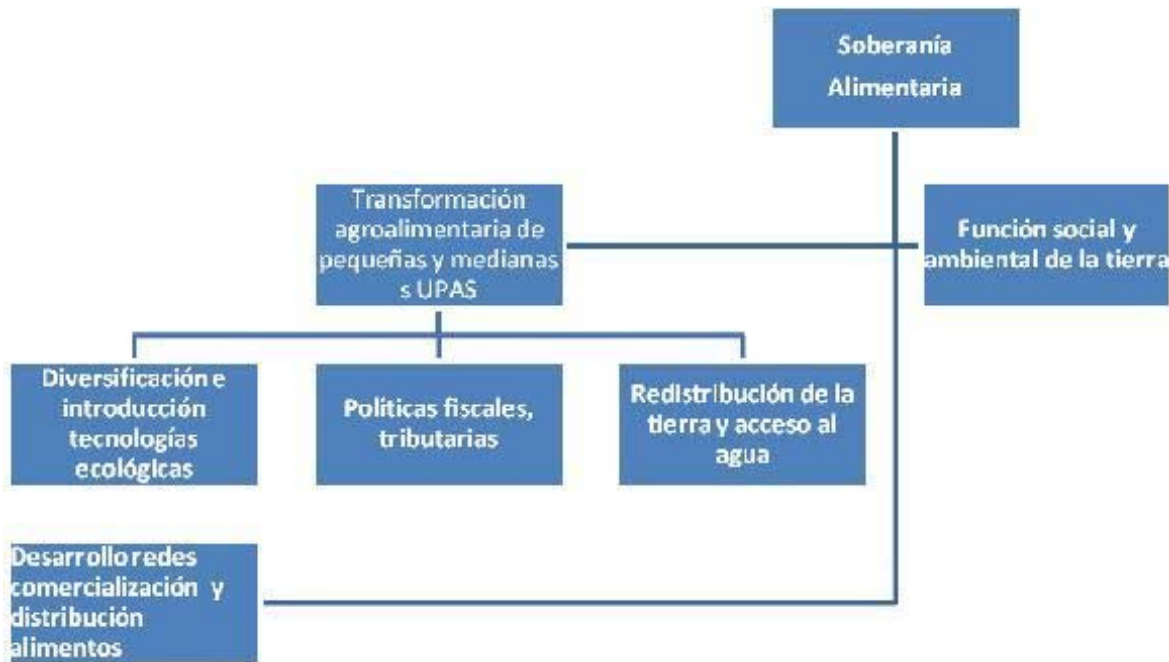 Soberanía
Alimentaria
Transformación
agroalimentaria de
pequeñas y medianas
s UPAS
Función social y
ambiental de la tierra
Diversificación e
introducción
tecnologías
ecológicas
Políticas fiscales,
tributarias
Redistribución de la
tierra y acceso al
agua
Desarrollo redes
comercialización y
distribución
alimentos